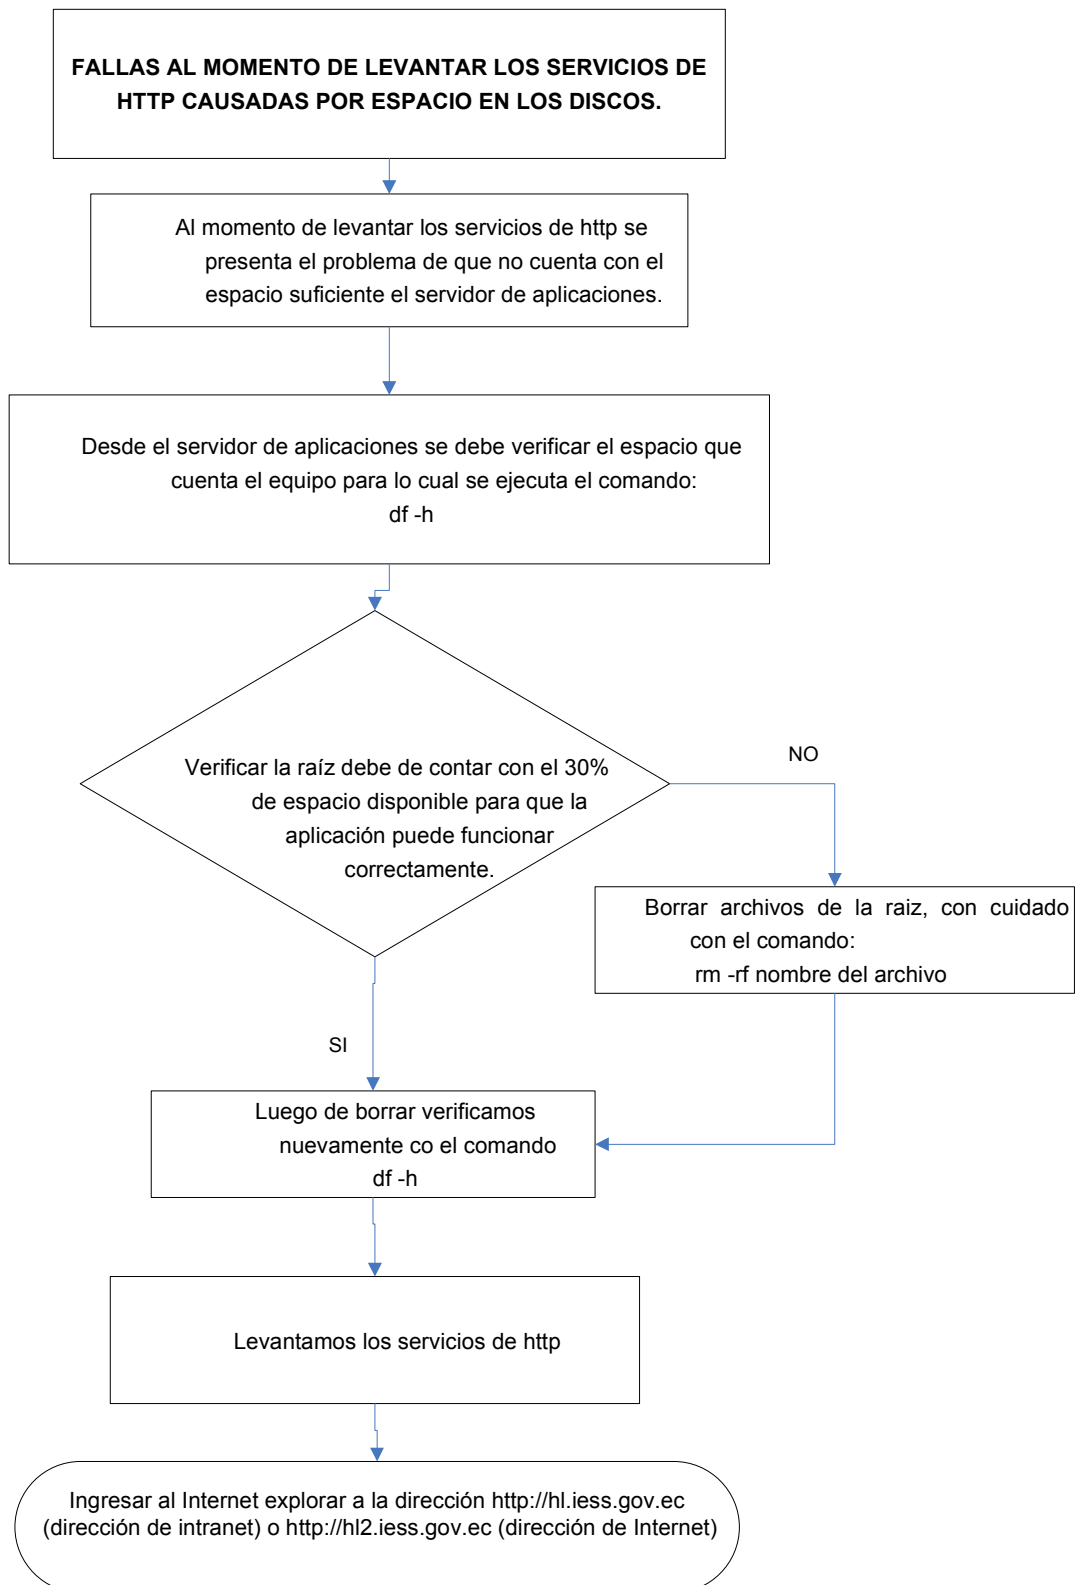 FALLAS AL MOMENTO DE LEVANTAR LOS SERVICIOS DE
HTTP CAUSADAS POR ESPACIO EN LOS DISCOS.
Al momento de levantar los servicios de http se
presenta el problema de que no cuenta con el
espacio suficiente el servidor de aplicaciones.
Desde el servidor de aplicaciones se debe verificar el espacio que
cuenta el equipo para lo cual se ejecuta el comando:
df -h
Verificar la raíz debe de contar con el 30%
de espacio disponible para que la
aplicación puede funcionar
correctamente.
NO
Borrar archivos de la raiz, con cuidado
con el comando:
rm -rf nombre del archivo
SI
Luego de borrar verificamos
nuevamente co el comando
df -h
Levantamos los servicios de http
Ingresar al Internet explorar a la dirección http://hl.iess.gov.ec
(dirección de intranet) o http://hl2.iess.gov.ec (dirección de Internet)